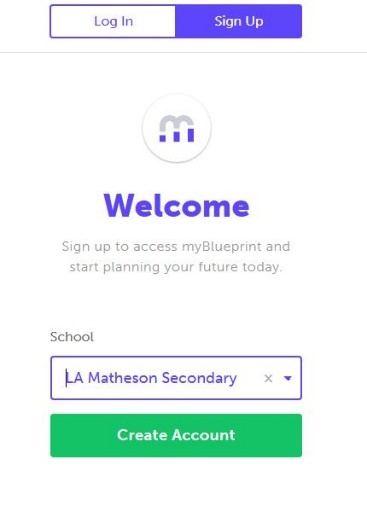 Log In
Sign Up
Welcome
Sign up to access myBlueprint and
start planning your future today.
School
LA Matheson Secondary
Create Account